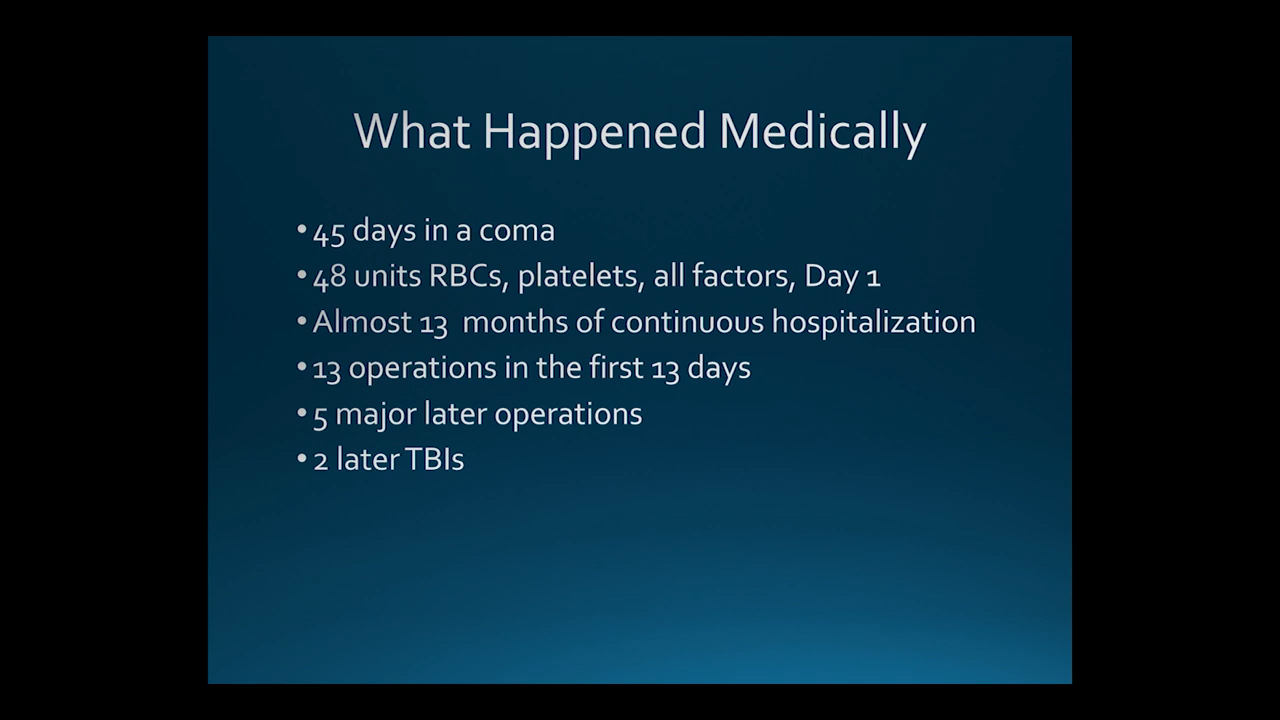 What Happened Medically
• 45 days in a coma
• 48 units RBCs, platelets, all factors, Day 1
• Almost 13  months of continuous hospitalization
• 13 operations in the first 13 days
• 5 major later operations
• 2 later TBIs